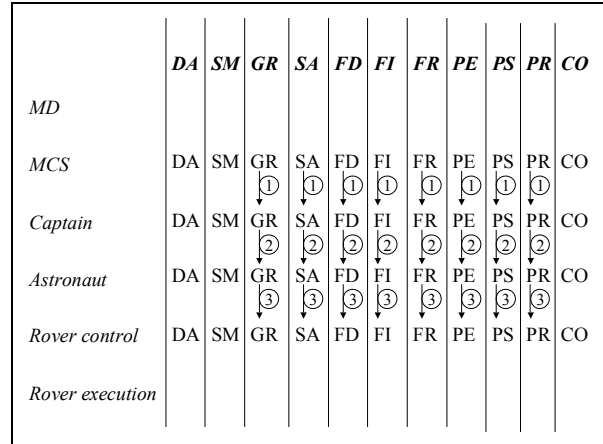 DA SM GR SA FD FI FR PE PS PR CO
MD
MCS DA SM GR SA FD FI FR PE PS PR CO
1 1 1 1 1 1 1 1
Captain DA SM GR SA FD FI FR PE PS PR CO
2 2 2 2 2 2 2 2
Astronaut DA SM GR SA FD FI FR PE PS PR CO
3 3 3 3 3 3 3 3
Rover control DA SM GR SA FD FI FR PE PS PR CO
Rover execution